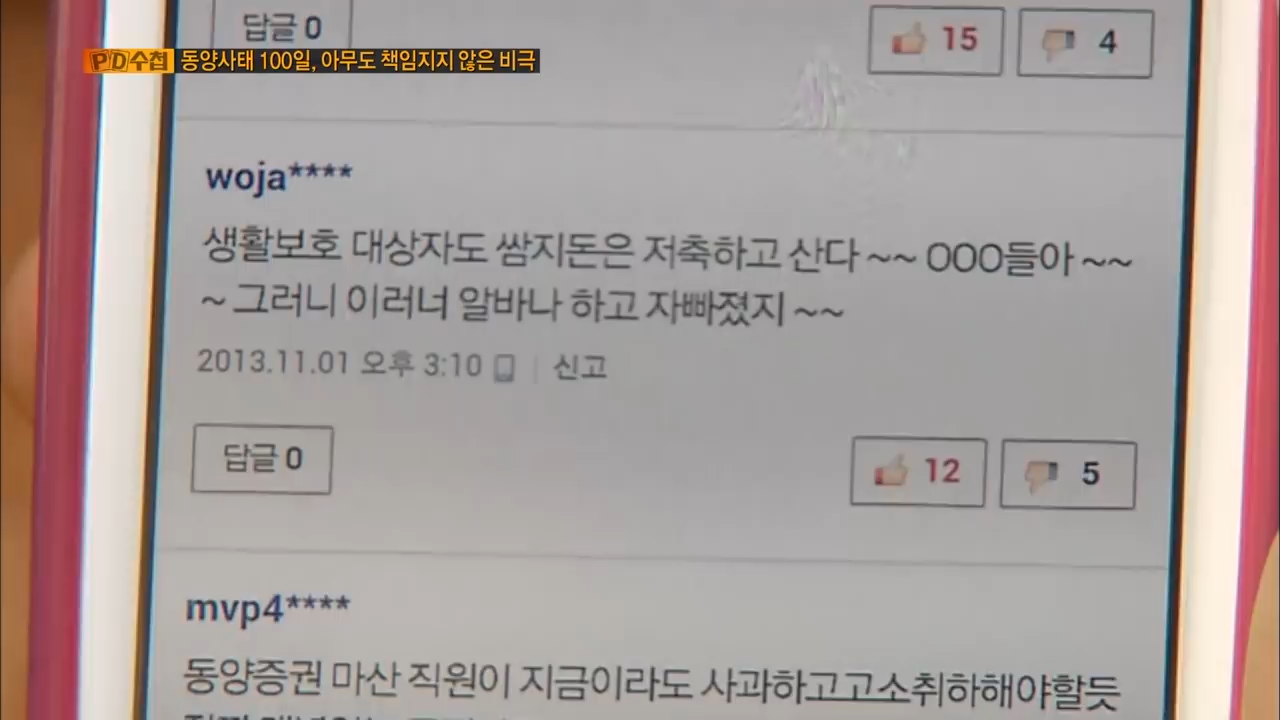 답글 0
15
4
PD수첩 동양사태 100일, 아무도 책임지지 않은 비극
woja****
생활보호 대상자도 쌈지돈은 저축하고 산다 ~~ OOO들아 ~~
~ 그러니 이러너 알바나 하고 자빠졌지 ~~
2013.11.01 오후 3:10 | 신고
답글 0
12
5
mvp4****
동양증권 마산 직원이 지금이라도 사과하고고소취하해야할듯